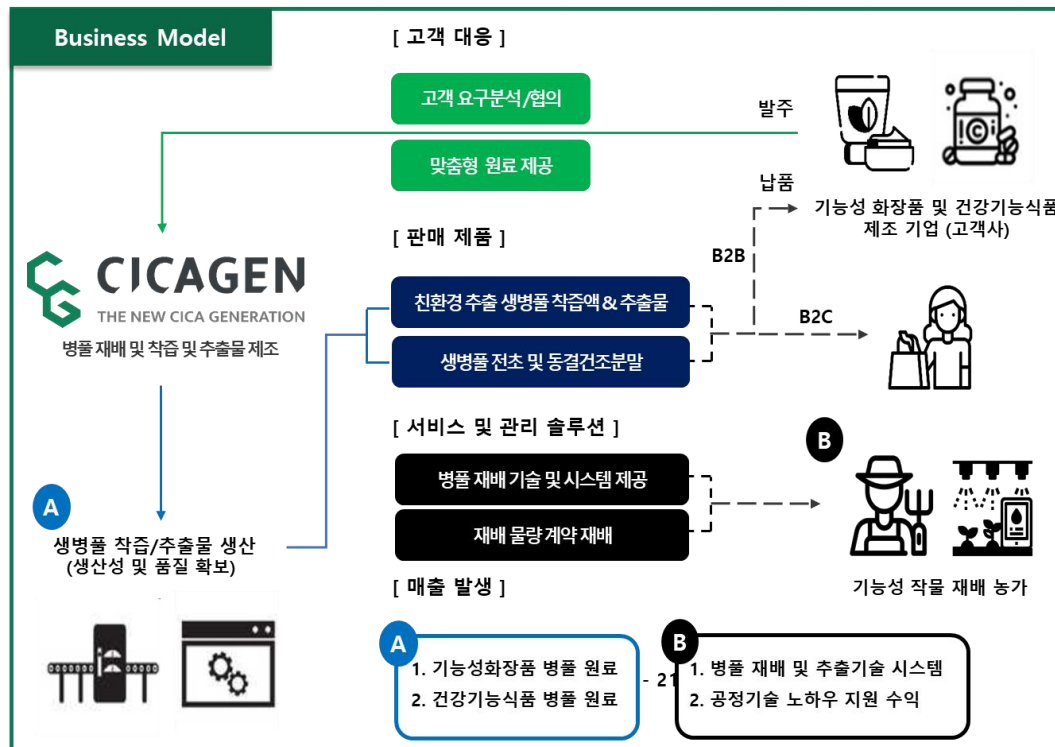 Business Model
[ 고객 대응 ]
고객 요구분석/협의
맞춤형 원료 제공
발주
납품
기능성 화장품 및 건강기능식품
제조 기업 (고객사)
CICAGEN
THE NEW CICA GENERATION
병풀 재배 및 착즙 및 추출물 제조
[ 판매 제품 ]
친환경 추출 생병풀 착즙액 & 추출물
생병풀 전초 및 동결건조분말
B2B
B2C
[ 서비스 및 관리 솔루션 ]
병풀 재배 기술 및 시스템 제공
재배 물량 계약 재배
B
기능성 작물 재배 농가
A
생병풀 착즙/추출물 생산
(생산성 및 품질 확보)
[ 매출 발생 ]
A
1. 기능성화장품 병풀 원료
2. 건강기능식품 병풀 원료
- 21
B
1. 병풀 재배 및 추출기술 시스템
2. 공정기술 노하우 지원 수익